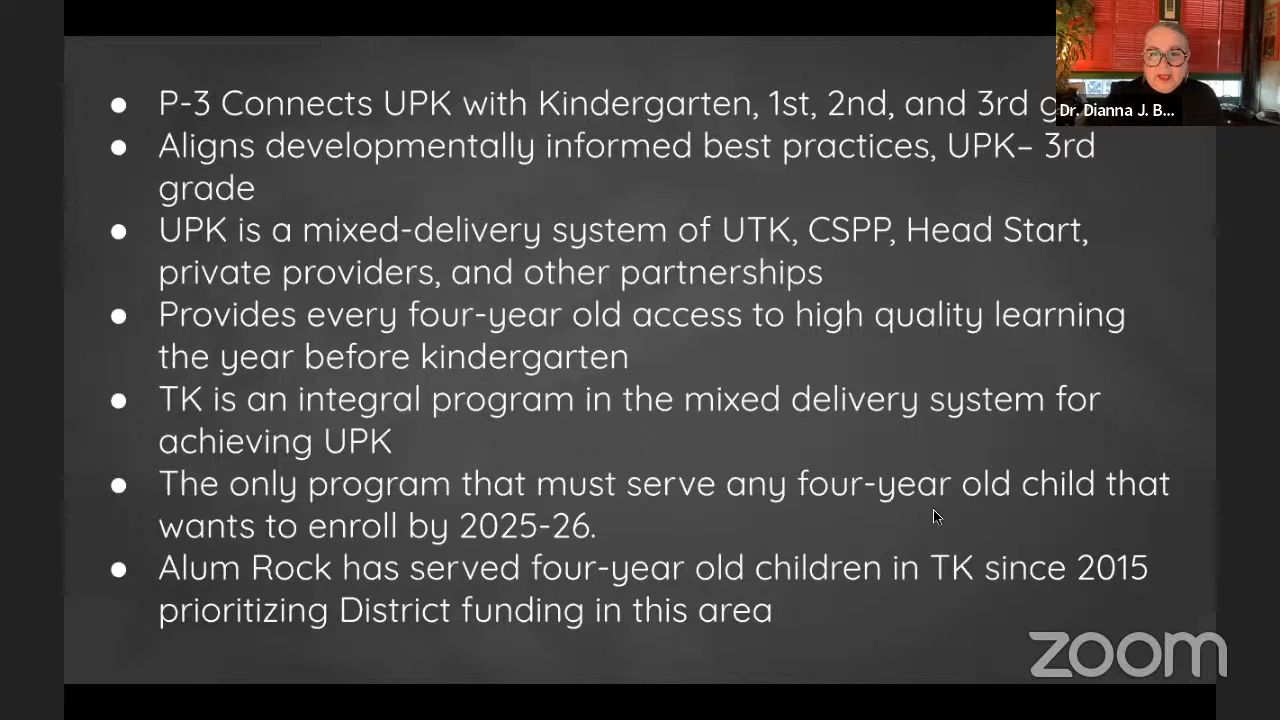 P-3 Connects UPK with Kindergarten, 1st, 2nd, and 3rd
Dr. Dianna J. B...
Aligns developmentally informed best practices, UPK– 3rd
grade
UPK is a mixed-delivery system of UTK, CSPP, Head Start,
private providers, and other partnerships
Provides every four-year old access to high quality learning
the year before kindergarten
TK is an integral program in the mixed delivery system for
achieving UPK
The only program that must serve any four-year old child that
wants to enroll by 2025-26.
Alum Rock has served four-year old children in TK since 2015
prioritizing District funding in this area
zoom